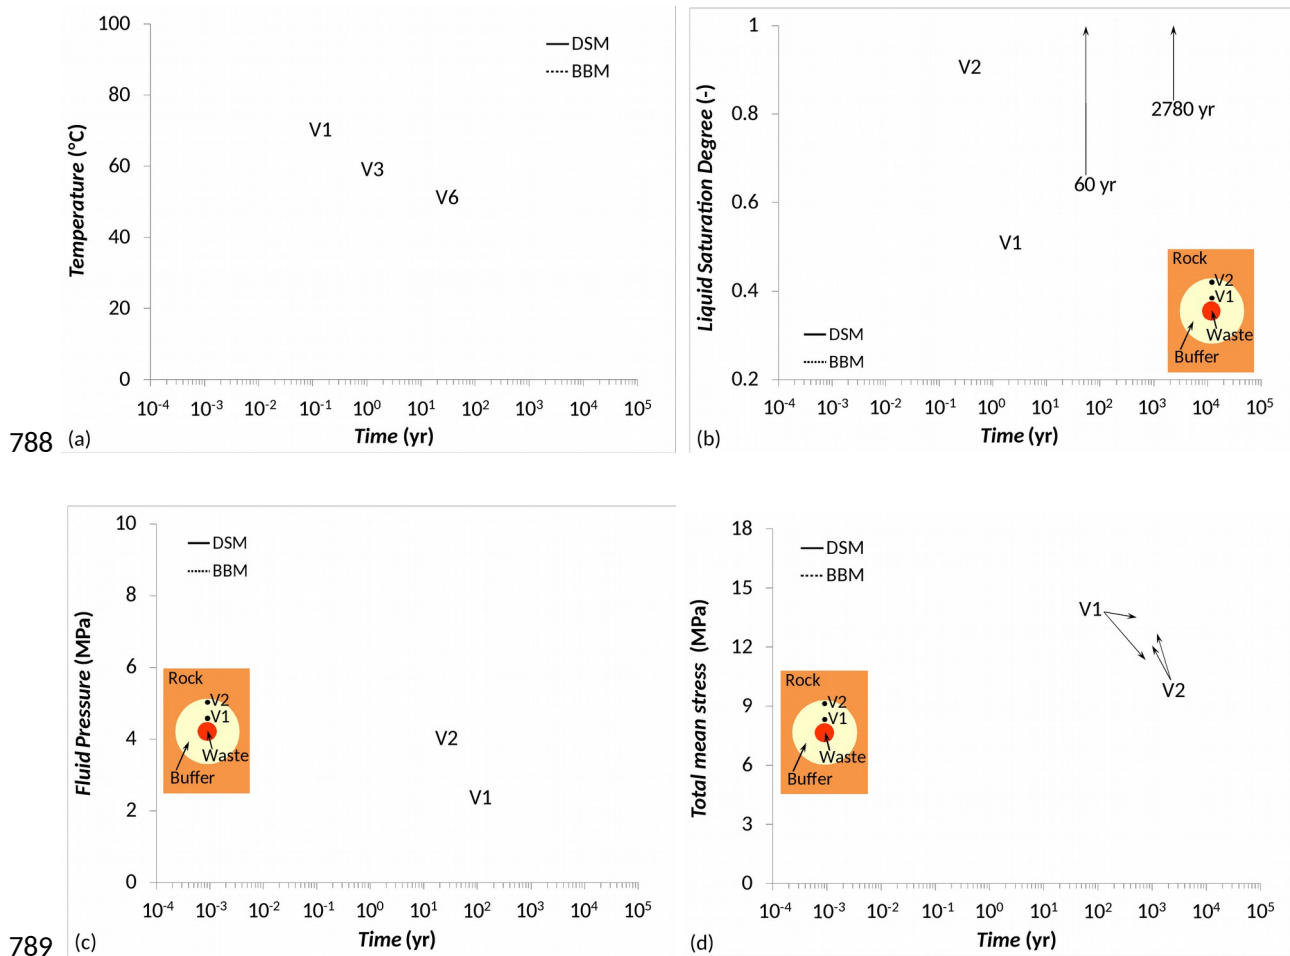 100
80
60
40
20
0
Temperature (°C)
DSM
BBM
V1
V3
V6
10⁻⁴ 10⁻³ 10⁻² 10⁻¹ 10⁰ 10¹ 10² 10³ 10⁴ 10⁵
Time (yr)
788 (a)
1
0.8
0.6
0.4
0.2
Liquid Saturation Degree (-)
V2
2780 yr
60 yr
V1
Rock
V2
V1
Waste
Buffer
DSM
BBM
10⁻⁴ 10⁻³ 10⁻² 10⁻¹ 10⁰ 10¹ 10² 10³ 10⁴ 10⁵
Time (yr)
(b)
10
8
6
4
2
0
Fluid Pressure (MPa)
DSM
BBM
Rock
V2
V1
Waste
Buffer
V2
V1
10⁻⁴ 10⁻³ 10⁻² 10⁻¹ 10⁰ 10¹ 10² 10³ 10⁴ 10⁵
Time (yr)
789 (c)
18
15
12
9
6
3
0
Total mean stress (MPa)
DSM
BBM
V1
V2
Rock
V2
V1
Waste
Buffer
10⁻⁴ 10⁻³ 10⁻² 10⁻¹ 10⁰ 10¹ 10² 10³ 10⁴ 10⁵
Time (yr)
(d)